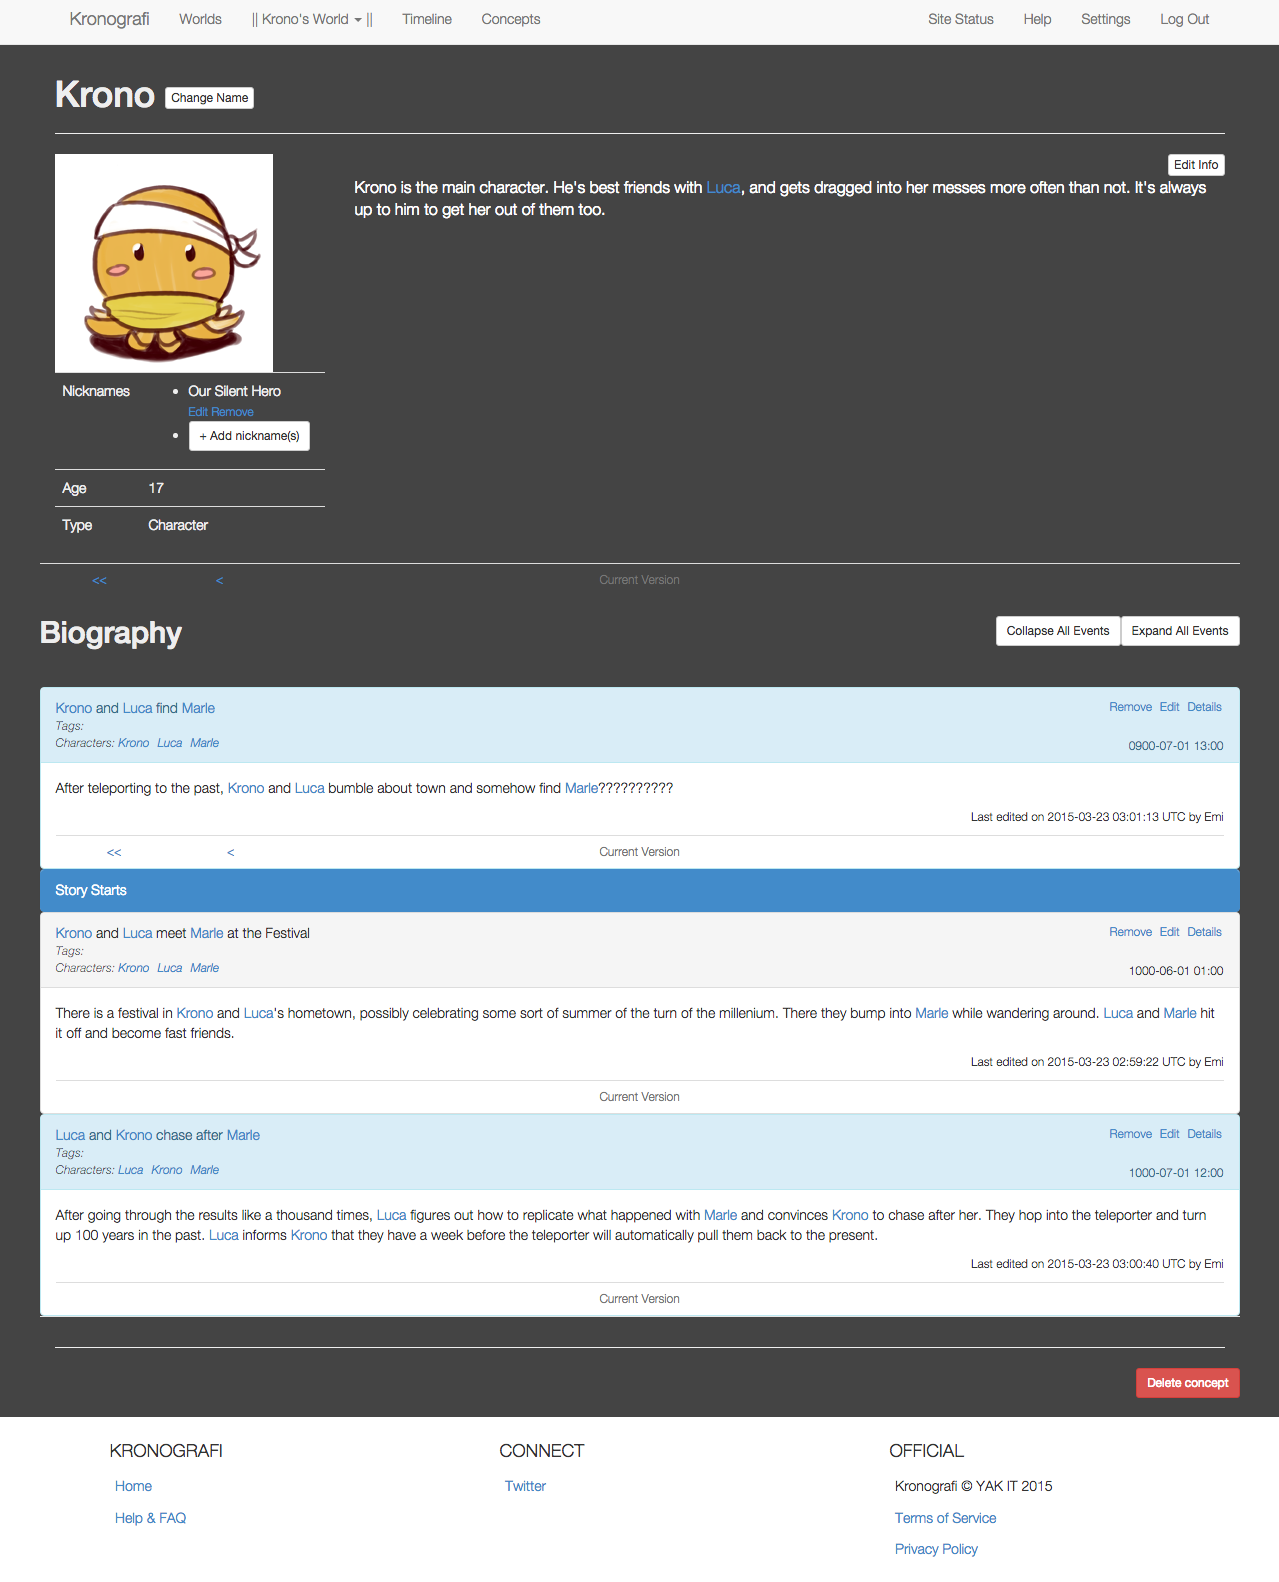 Kronografi Worlds || Krono's World || Timeline Concepts Site Status Help Settings Log Out
Krono Change Name
Edit Info
Krono is the main character. He's best friends with Luca, and gets dragged into her messes more often than not. It's always
up to him to get her out of them too.
Nicknames • Our Silent Hero
Edit Remove
• + Add nickname(s)
Age 17
Type Character
<< < Current Version
Biography Collapse All Events Expand All Events
Krono and Luca find Marle Remove Edit Details
Tags:
Characters: Krono Luca Marle 0900-07-01 13:00
After teleporting to the past, Krono and Luca bumble about town and somehow find Marle??????????
Last edited on 2015-03-23 03:01:13 UTC by Emi
<< < Current Version
Story Starts
Krono and Luca meet Marle at the Festival Remove Edit Details
Tags:
Characters: Krono Luca Marle 1000-06-01 01:00
There is a festival in Krono and Luca's hometown, possibly celebrating some sort of summer of the turn of the millenium. There they bump into Marle while wandering around. Luca and Marle hit
it off and become fast friends.
Last edited on 2015-03-23 02:59:22 UTC by Emi
Current Version
Luca and Krono chase after Marle Remove Edit Details
Tags:
Characters: Luca Krono Marle 1000-07-01 12:00
After going through the results like a thousand times, Luca figures out how to replicate what happened with Marle and convinces Krono to chase after her. They hop into the teleporter and turn
up 100 years in the past. Luca informs Krono that they have a week before the teleporter will automatically pull them back to the present.
Last edited on 2015-03-23 03:00:40 UTC by Emi
Current Version
Delete concept
KRONOGRAFI CONNECT OFFICIAL
Home Twitter Kronografi © YAK IT 2015
Help & FAQ Terms of Service
Privacy Policy